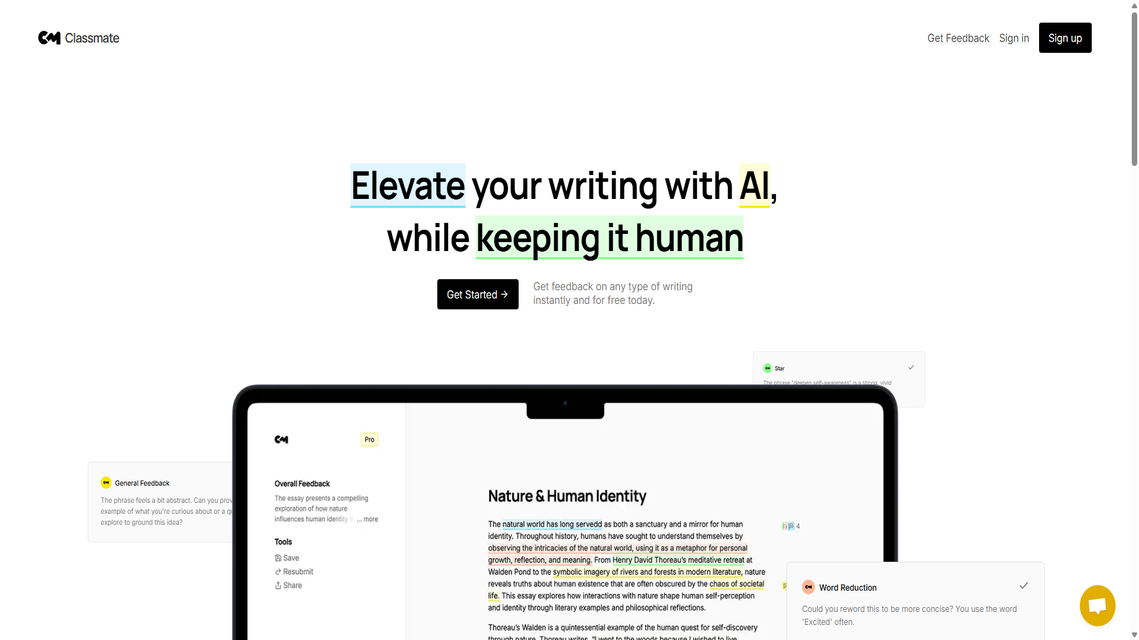 Classmate
Get Feedback
Sign in
Sign up
Elevate your writing with AI,
while keeping it human
Get Started →
Get feedback on any type of writing
instantly and for free today.
Star
The phrase "deepen self-awareness" is a strong, vivid
General Feedback
The phrase feels a bit abstract. Can you
example of what you're curious about or a
explore to ground this idea?
Pro
Overall Feedback
The essay presents a compelling
exploration of how nature
influences human identity ... more
Tools
Save
Resubmit
Share
Nature & Human Identity
The natural world has long servedd as both a sanctuary and a mirror for human
identity. Throughout history, humans have sought to understand themselves by
observing the intricacies of the natural world, using it as a metaphor for personal
growth, reflection, and meaning. From Henry David Thoreau's meditative retreat at
Walden Pond to the symbolic imagery of rivers and forests in modern literature, nature
reveals truths about human existence that are often obscured by the chaos of societal
life. This essay explores how interactions with nature shape human self-perception
and identity through literary examples and philosophical reflections.
Thoreau's Walden is a quintessential example of the human quest for self-discovery
through nature. Thoreau writes, "I went to the woods because I wished to live
4
Word Reduction
Could you reword this to be more concise? You use the word
'Excited' often.